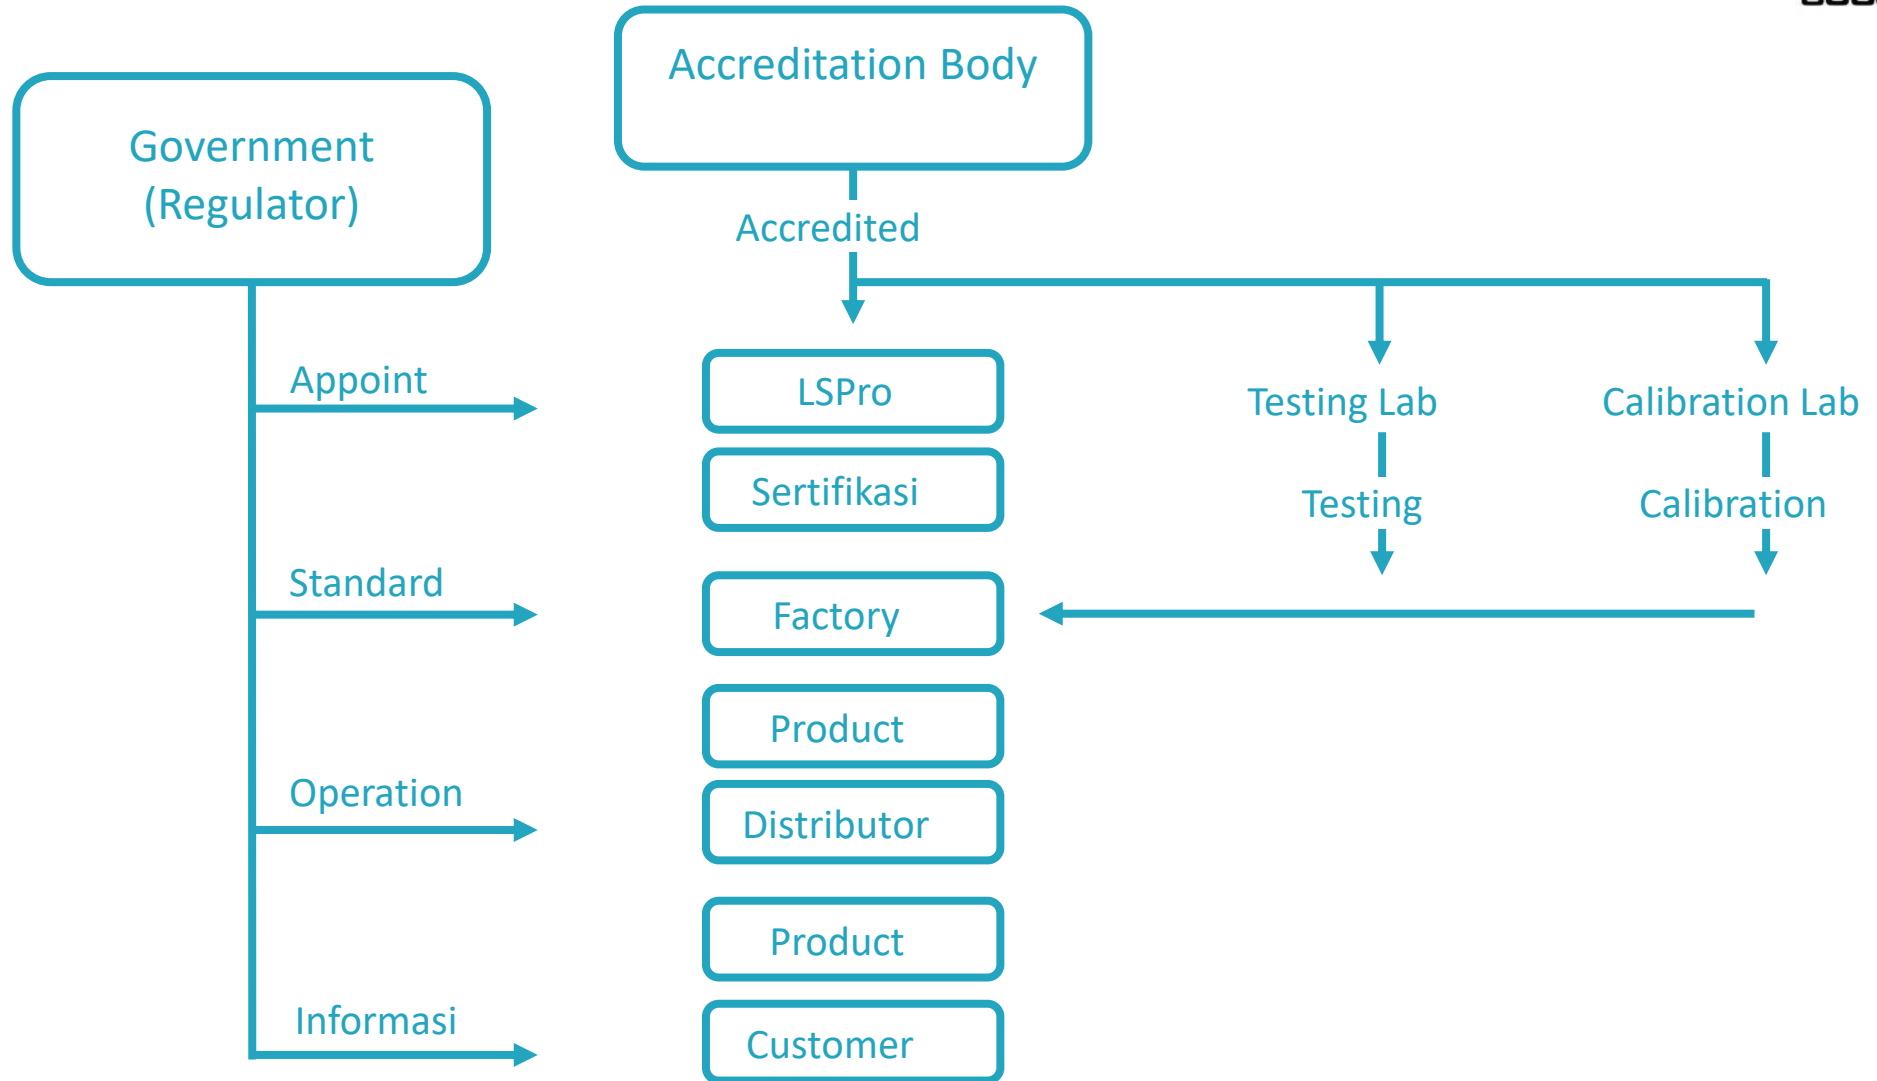 Accreditation Body
Government
(Regulator)
Accredited
Appoint
LSPro
Testing Lab
Calibration Lab
Sertifikasi
Testing
Calibration
Standard
Factory
Product
Operation
Distributor
Product
Informasi
Customer